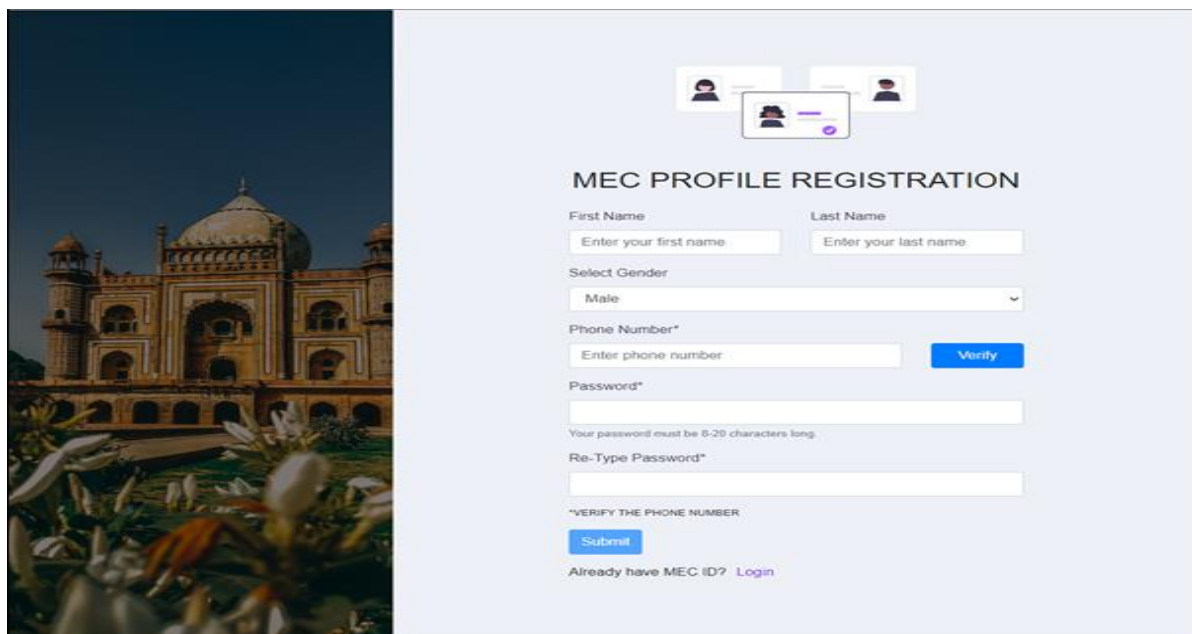 MEC PROFILE REGISTRATION
First Name Last Name
Enter your first name Enter your last name
Select Gender
Male
Phone Number*
Enter phone number Verify
Password*
Your password must be 8-20 characters long.
Re-Type Password*
*VERIFY THE PHONE NUMBER
Submit
Already have MEC ID? Login